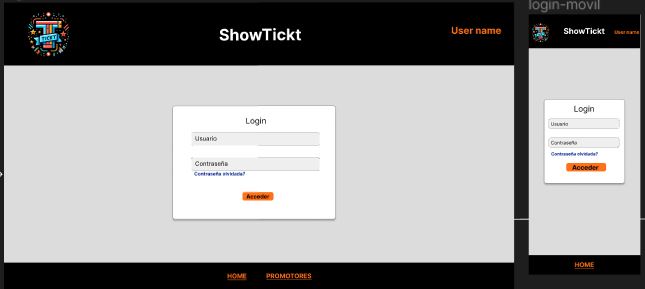 login-movil
TICKT
ShowTickt
User name
Login
Usuario
Contraseña
Contraseña olvidada?
Acceder
HOME PROMOTORES
ShowTickt
User name
Login
Usuario
Contraseña
Contraseña olvidada?
Acceder
HOME